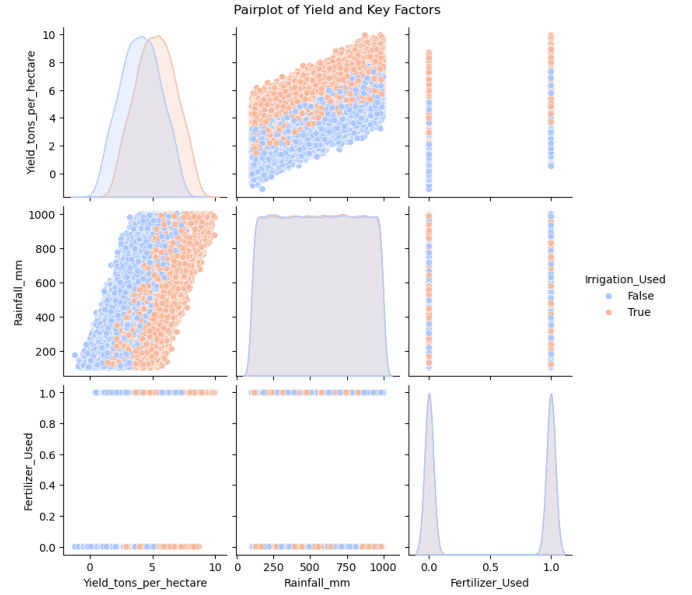 Pairplot of Yield and Key Factors
Yield_tons_per_hectare
10
8
6
4
2
0
Rainfall_mm
1000
800
600
400
200
Irrigation_Used
False
True
Fertilizer_Used
1.0
0.8
0.6
0.4
0.2
0.0
0 5 10
250 500 750 1000
0.0 0.5 1.0
Yield_tons_per_hectare Rainfall_mm Fertilizer_Used